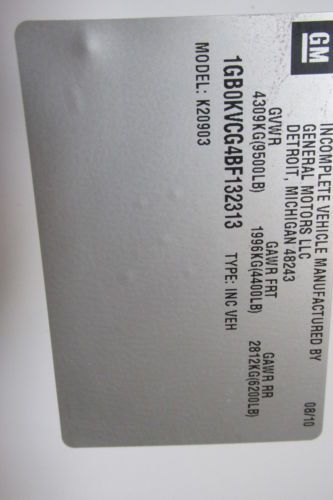 GM
INCOMPLETE VEHICLE MANUFACTURED BY
GENERAL MOTORS LLC
DETROIT, MICHIGAN 48243
08/10
GVWR GAWR FRT GAWR RR
4309KG(9500LB) 1996KG(4400LB) 2812KG(6200LB)
1GB0KVCG4BF132313 TYPE: INC VEH
MODEL: K20903